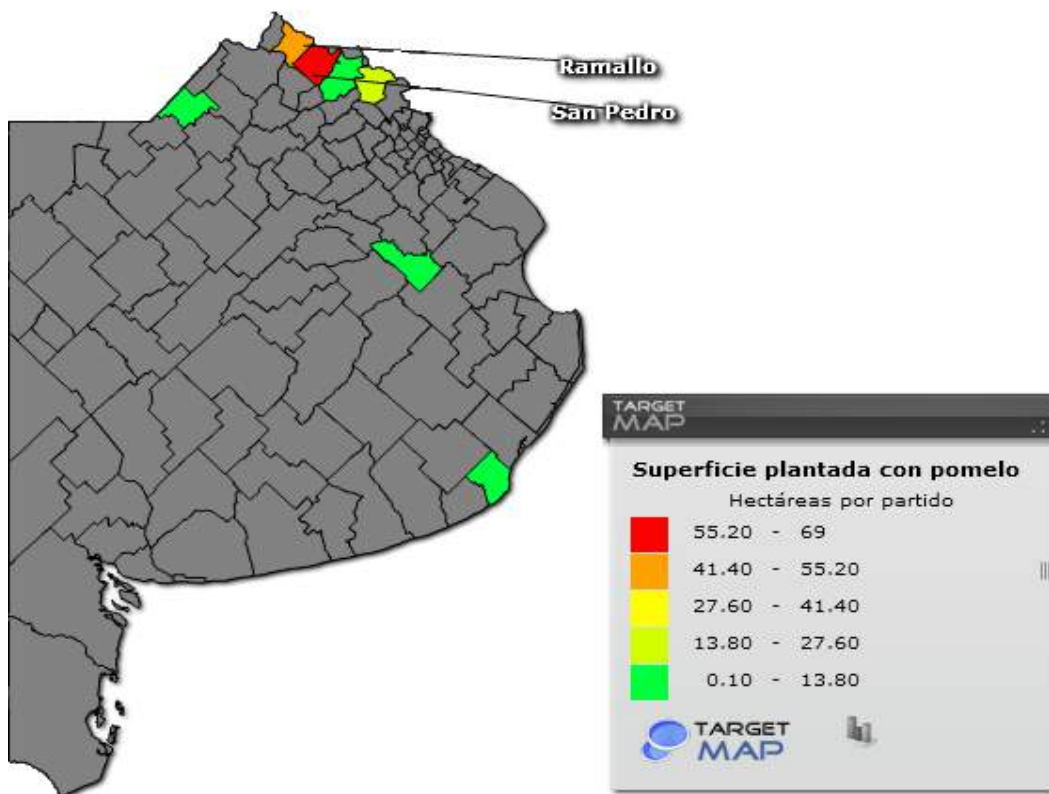 Ramallo
San Pedro
TARGET
MAP
Superficie plantada con pomelo
Hectáreas por partido
55.20 - 69
41.40 - 55.20
27.60 - 41.40
13.80 - 27.60
0.10 - 13.80
TARGET
MAP